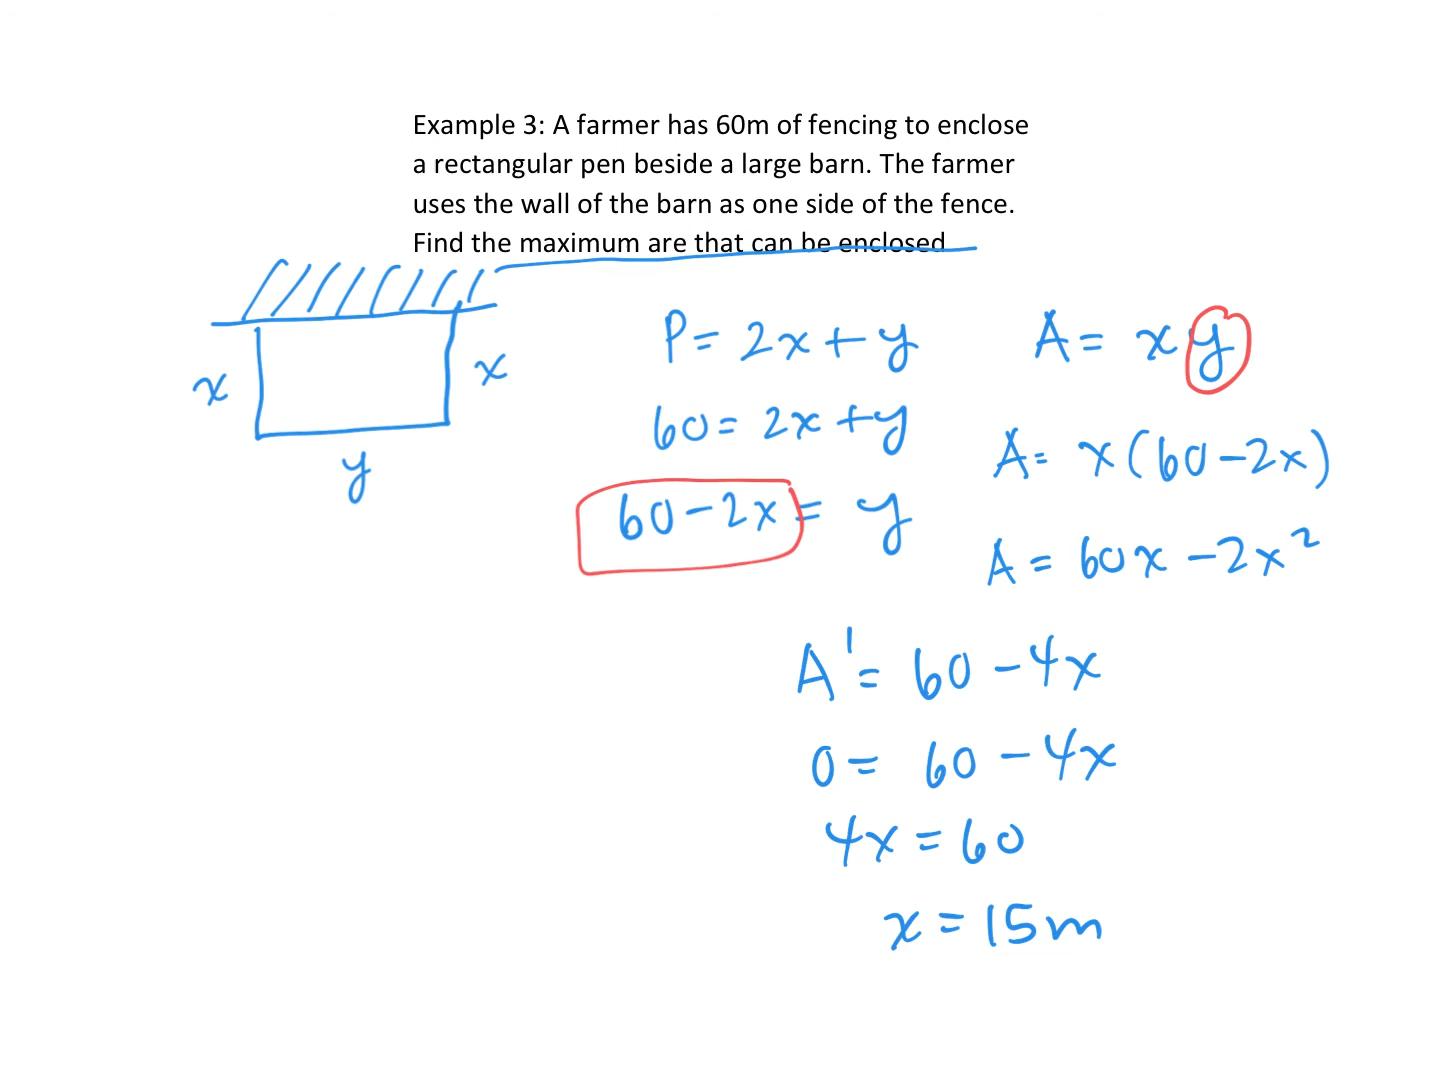 Example 3: A farmer has 60m of fencing to enclose
a rectangular pen beside a large barn. The farmer
uses the wall of the barn as one side of the fence.
Find the maximum are that can be enclosed
x
x
y
P = 2x + y
60 = 2x + y
60 - 2x = y
A = xy
A = x(60 - 2x)
A = 60x - 2x²
A' = 60 - 4x
0 = 60 - 4x
4x = 60
x = 15m